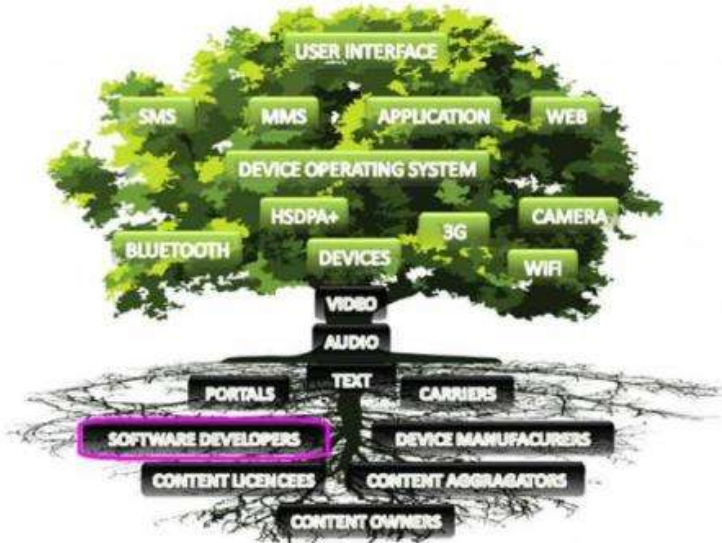 USER INTERFACE
SMS MMS APPLICATION WEB
DEVICE OPERATING SYSTEM
HSDPA+ 3G CAMERA
BLUETOOTH DEVICES WIFI
VIDEO
AUDIO
TEXT
PORTALS CARRIERS
SOFTWARE DEVELOPERS DEVICE MANUFACURERS
CONTENT LICENCEES CONTENT AGGRAGATORS
CONTENT OWNERS